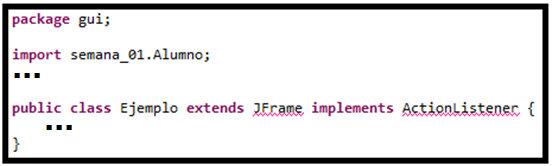 package gui;
import semana_01.Alumno;
...
public class Ejemplo extends JFrame implements ActionListener {
...
}